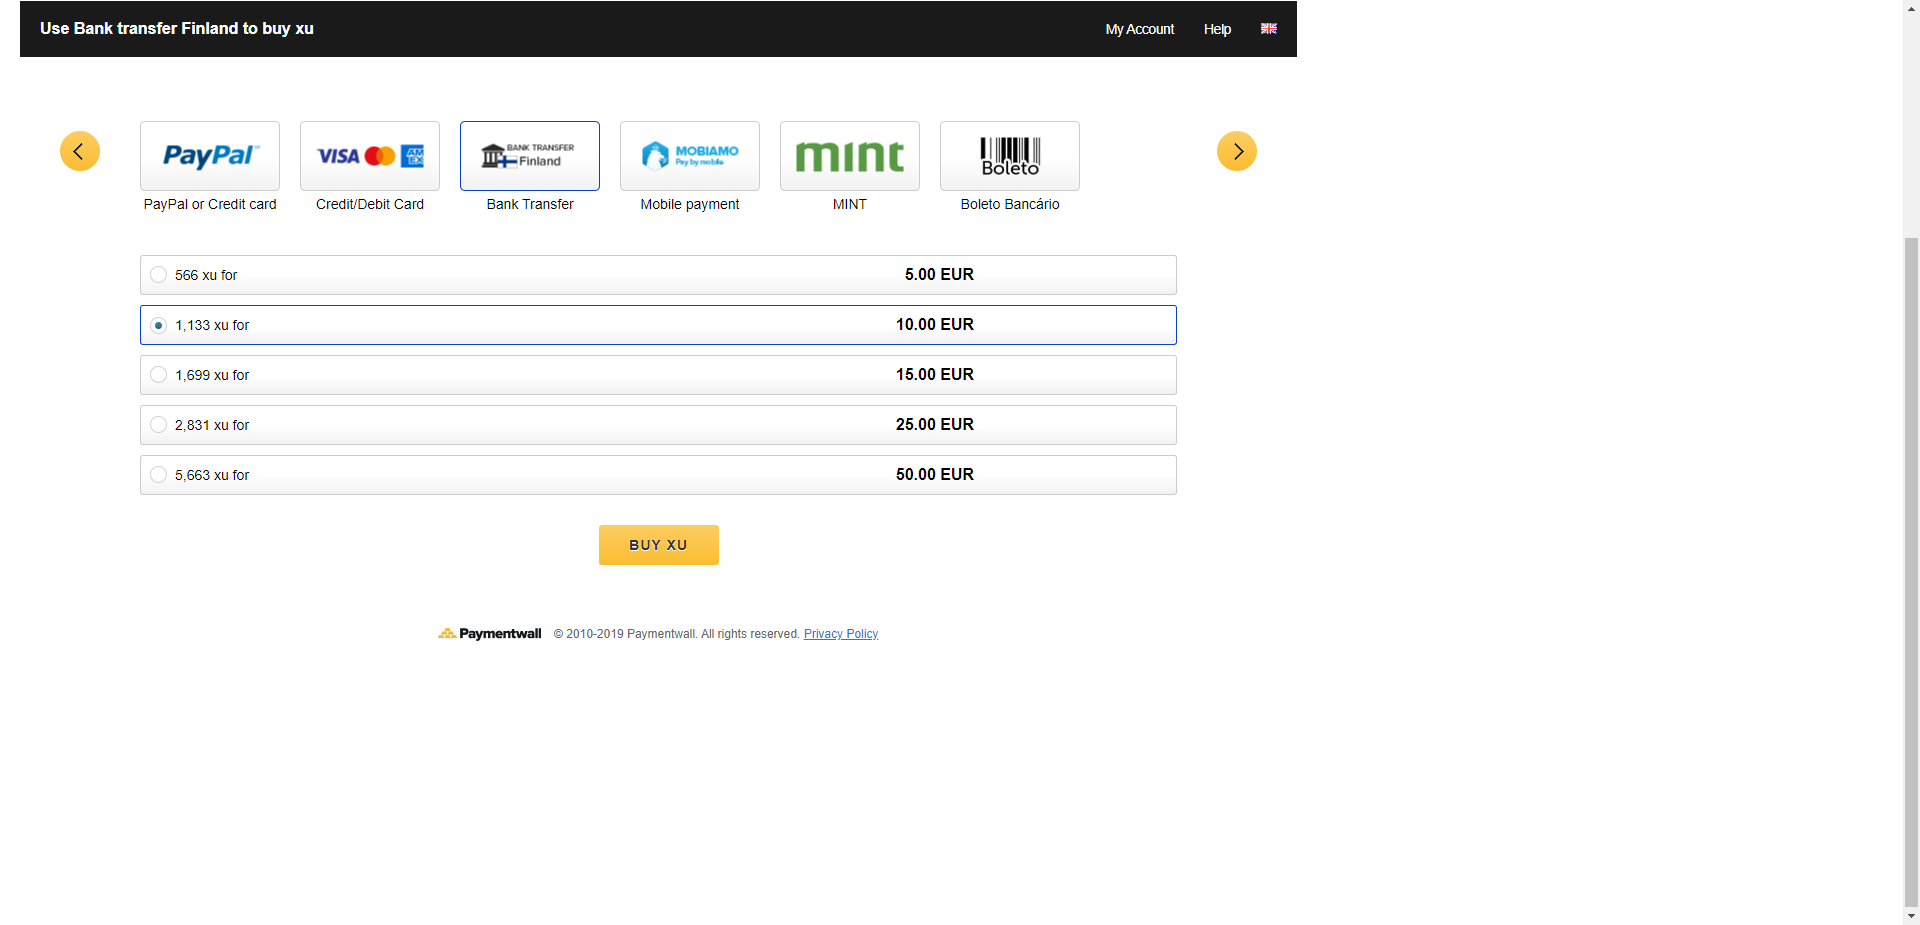 Use Bank transfer Finland to buy xu
My Account Help
PayPal™
VISA AM EX
BANK TRANSFER
Finland
MOBIAMO
Pay by mobile
mint
Boleto
PayPal or Credit card
Credit/Debit Card
Bank Transfer
Mobile payment
MINT
Boleto Bancário
566 xu for 5.00 EUR
1,133 xu for 10.00 EUR
1,699 xu for 15.00 EUR
2,831 xu for 25.00 EUR
5,663 xu for 50.00 EUR
BUY XU
Paymentwall © 2010-2019 Paymentwall. All rights reserved. Privacy Policy